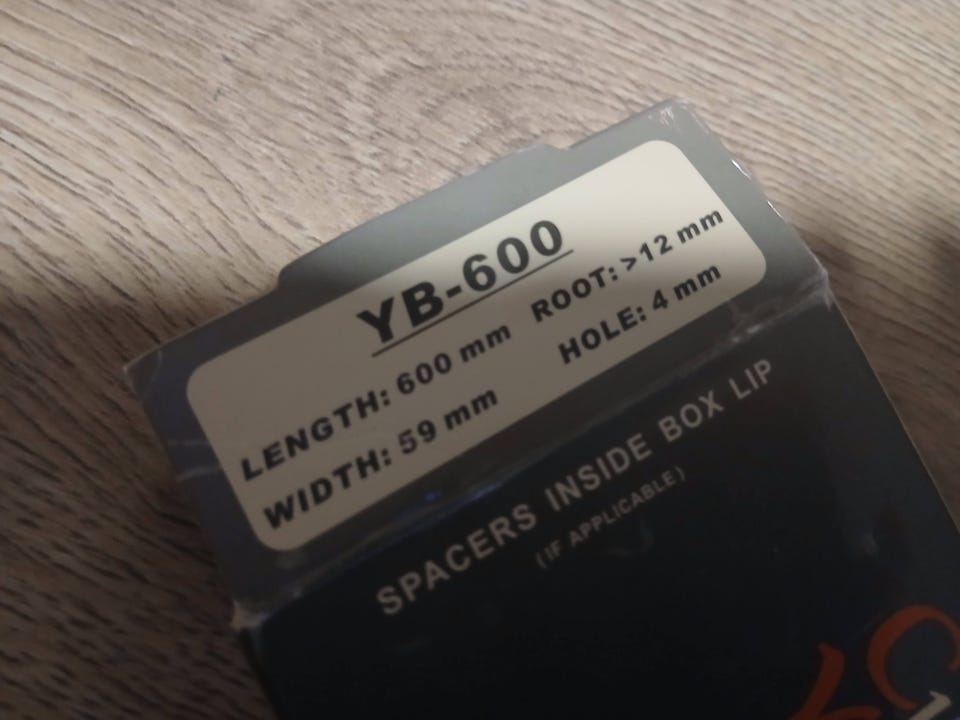 YB-600
LENGTH: 600 mm ROOT: >12 mm
WIDTH: 59 mm HOLE: 4 mm
SPACERS INSIDE BOX LIP
(IF APPLICABLE)